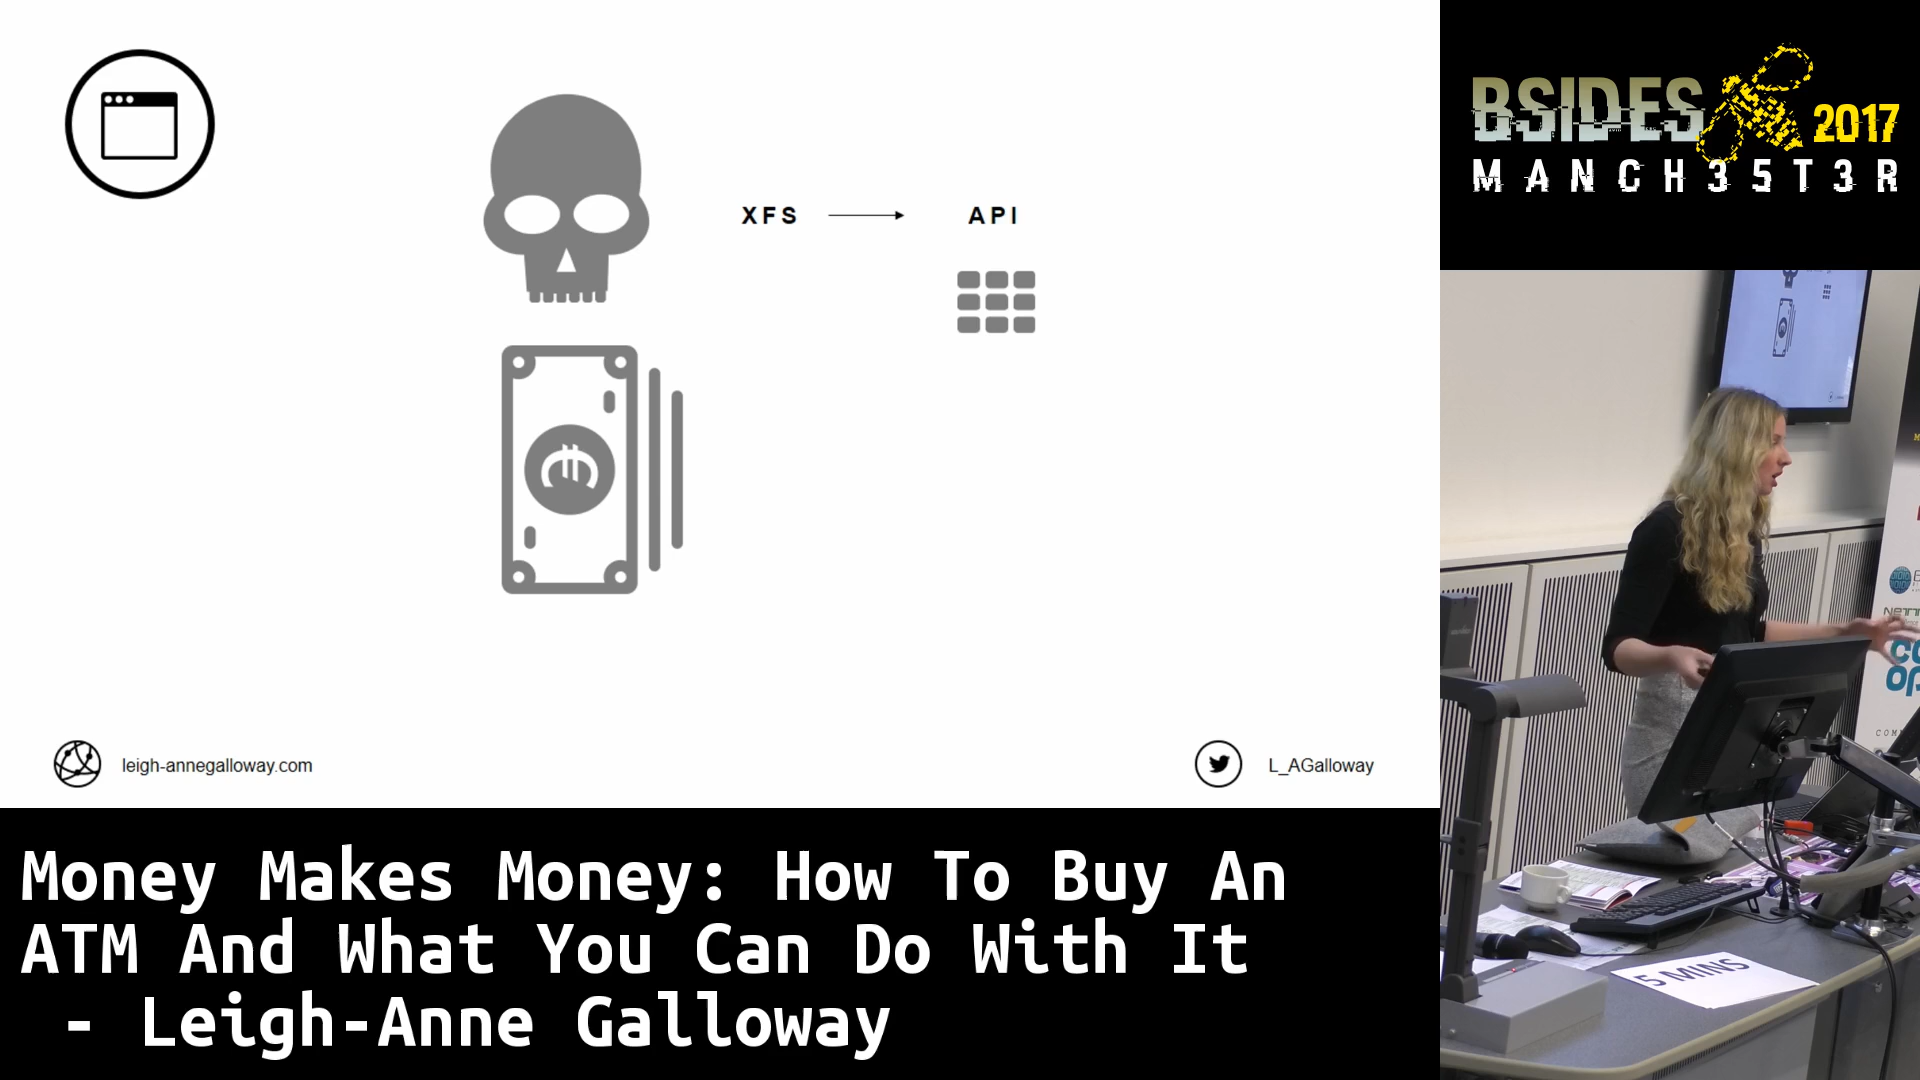 XFS
API
leigh-annegalloway.com
L_AGalloway
BSIDES
2017
MANCH35T3R
5 MINS
Money Makes Money: How To Buy An
ATM And What You Can Do With It
- Leigh-Anne Galloway